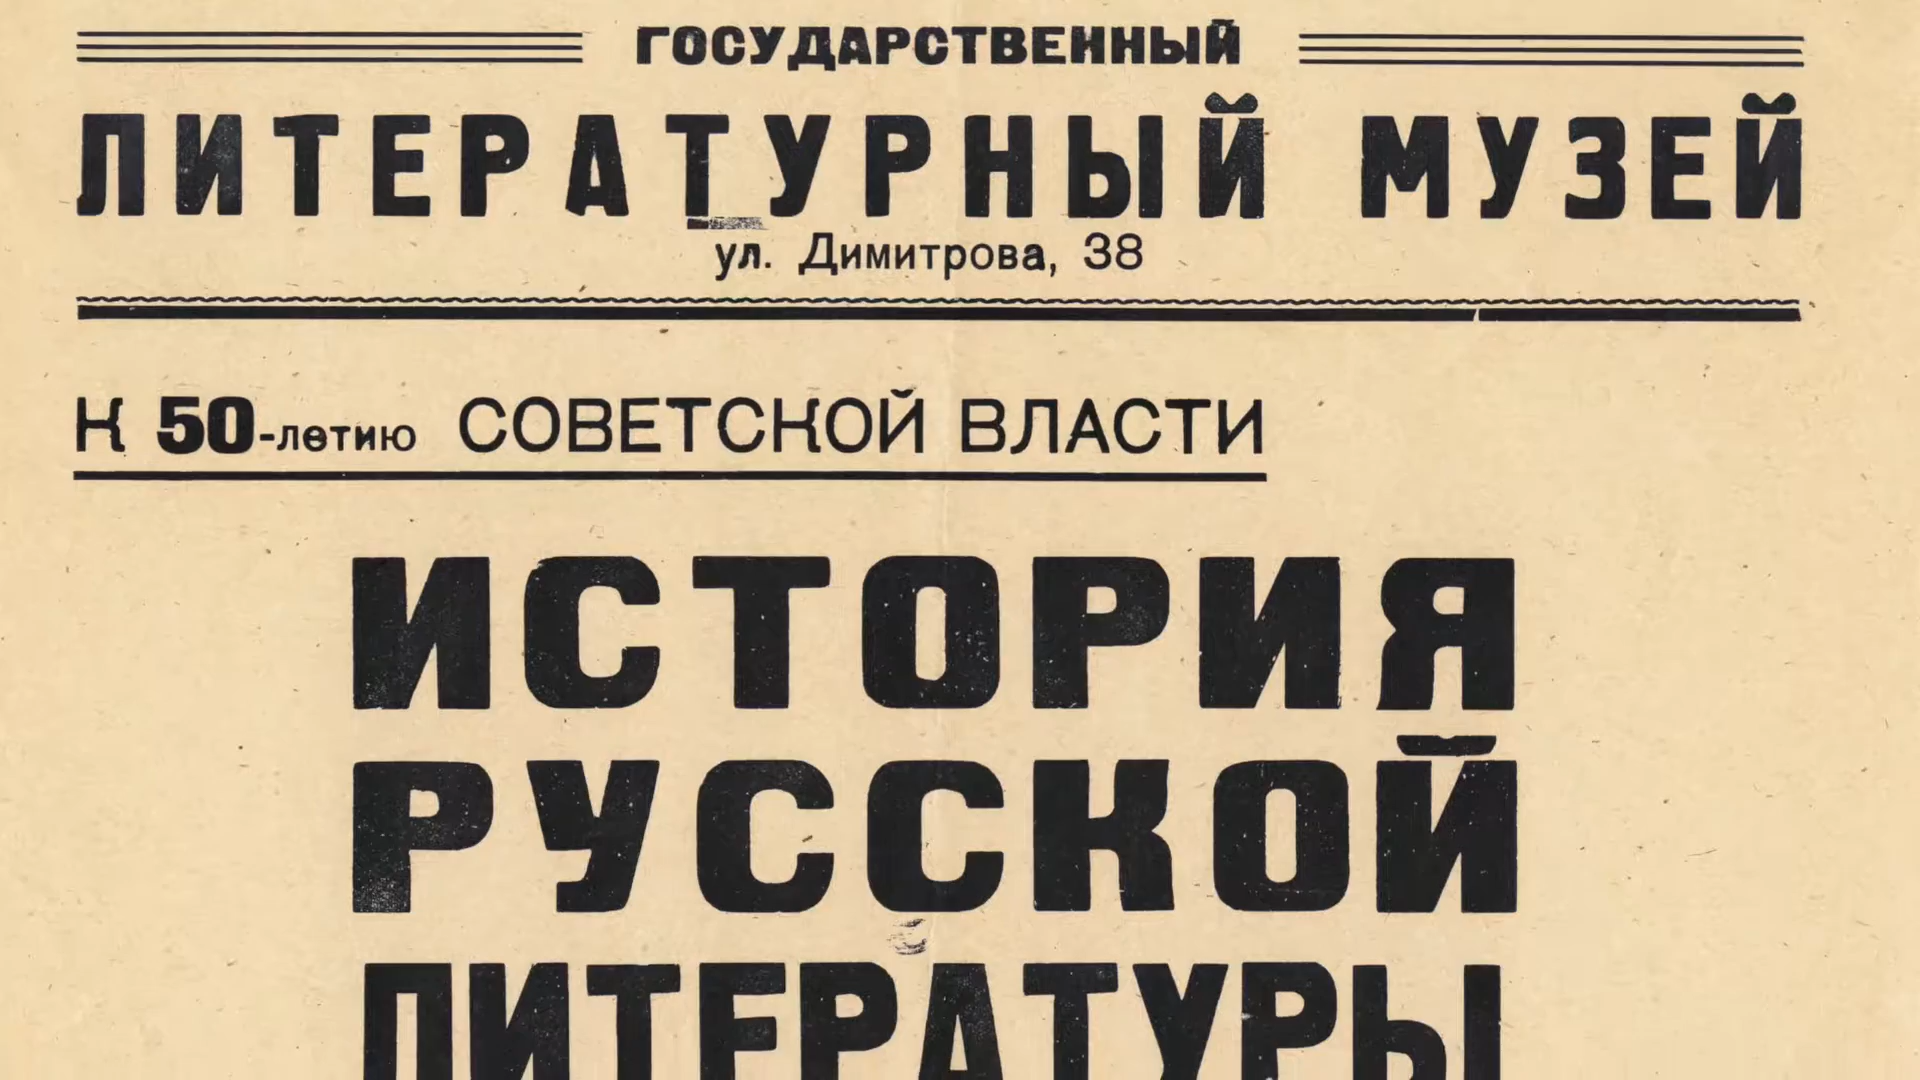 ГОСУДАРСТВЕННЫЙ
ЛИТЕРАТУРНЫЙ МУЗЕЙ
ул. Димитрова, 38
К 50-летию СОВЕТСКОЙ ВЛАСТИ
ИСТОРИЯ
РУССКОЙ
ЛИТЕРАТУРЫ